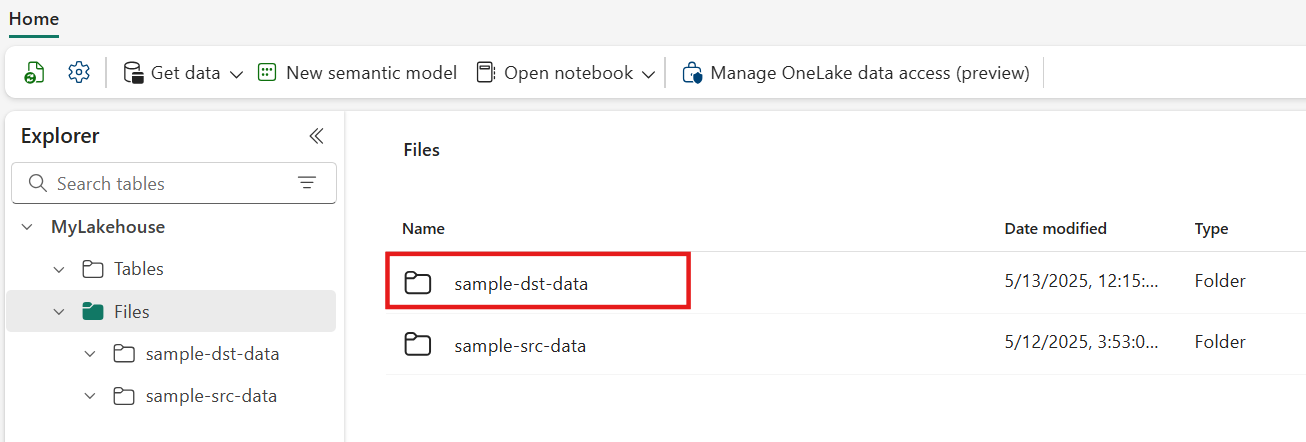 Home
Get data New semantic model Open notebook Manage OneLake data access (preview)
Explorer
Search tables
MyLakehouse
Tables
Files
sample-dst-data
sample-src-data
Files
Name Date modified Type
sample-dst-data 5/13/2025, 12:15:... Folder
sample-src-data 5/12/2025, 3:53:0... Folder